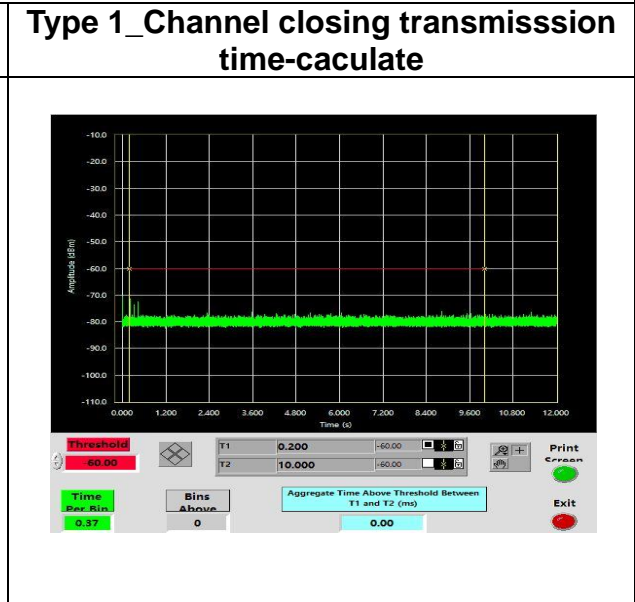 Type 1_Channel closing transmisssion
time-caculate
-10.0
-20.0
-30.0
-40.0
-50.0
-60.0
-70.0
-80.0
-90.0
-100.0
-110.0
Amplitude (dBm)
0.000 1.200 2.400 3.600 4.800 6.000 7.200 8.400 9.600 10.800 12.000
Time (s)
Threshold
-60.00
T1 0.200 -60.00
T2 10.000 -60.00
Print
Screen
Time
Per Bin
0.37
Bins
Above
0
Aggregate Time Above Threshold Between
T1 and T2 (ms)
0.00
Exit